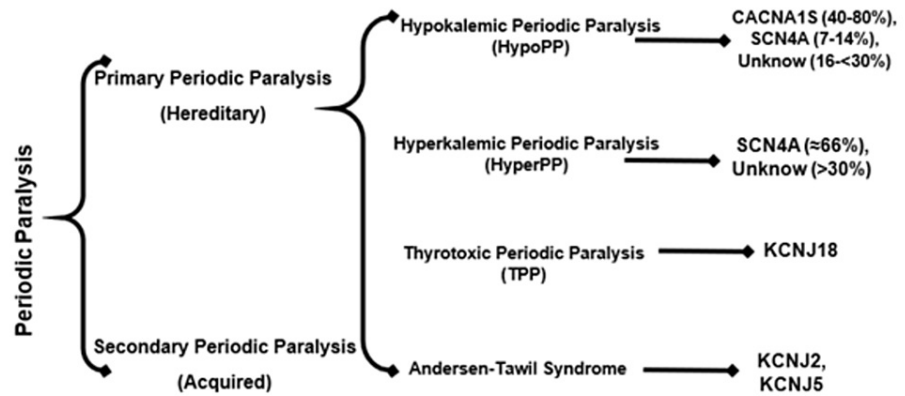 Periodic Paralysis
Primary Periodic Paralysis
(Hereditary)
Secondary Periodic Paralysis
(Acquired)
Hypokalemic Periodic Paralysis
(HypoPP)
CACNA1S (40-80%),
SCN4A (7-14%),
Unknow (16-<30%)
Hyperkalemic Periodic Paralysis
(HyperPP)
SCN4A (≈66%),
Unknow (>30%)
Thyrotoxic Periodic Paralysis
(TPP)
KCNJ18
Andersen-Tawil Syndrome
KCNJ2,
KCNJ5